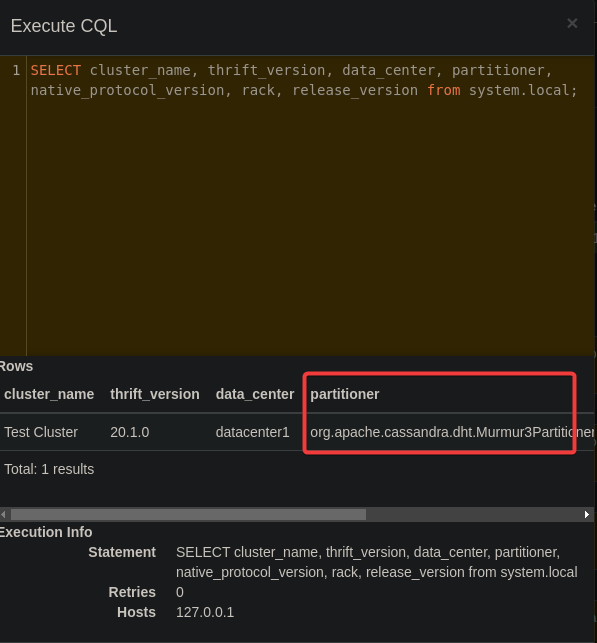 Execute CQL ×
1 SELECT cluster_name, thrift_version, data_center, partitioner,
native_protocol_version, rack, release_version from system.local;
Rows
cluster_name thrift_version data_center partitioner
Test Cluster 20.1.0 datacenter1 org.apache.cassandra.dht.Murmur3Partitioner
Total: 1 results
Execution Info
Statement SELECT cluster_name, thrift_version, data_center, partitioner,
native_protocol_version, rack, release_version from system.local
Retries 0
Hosts 127.0.0.1